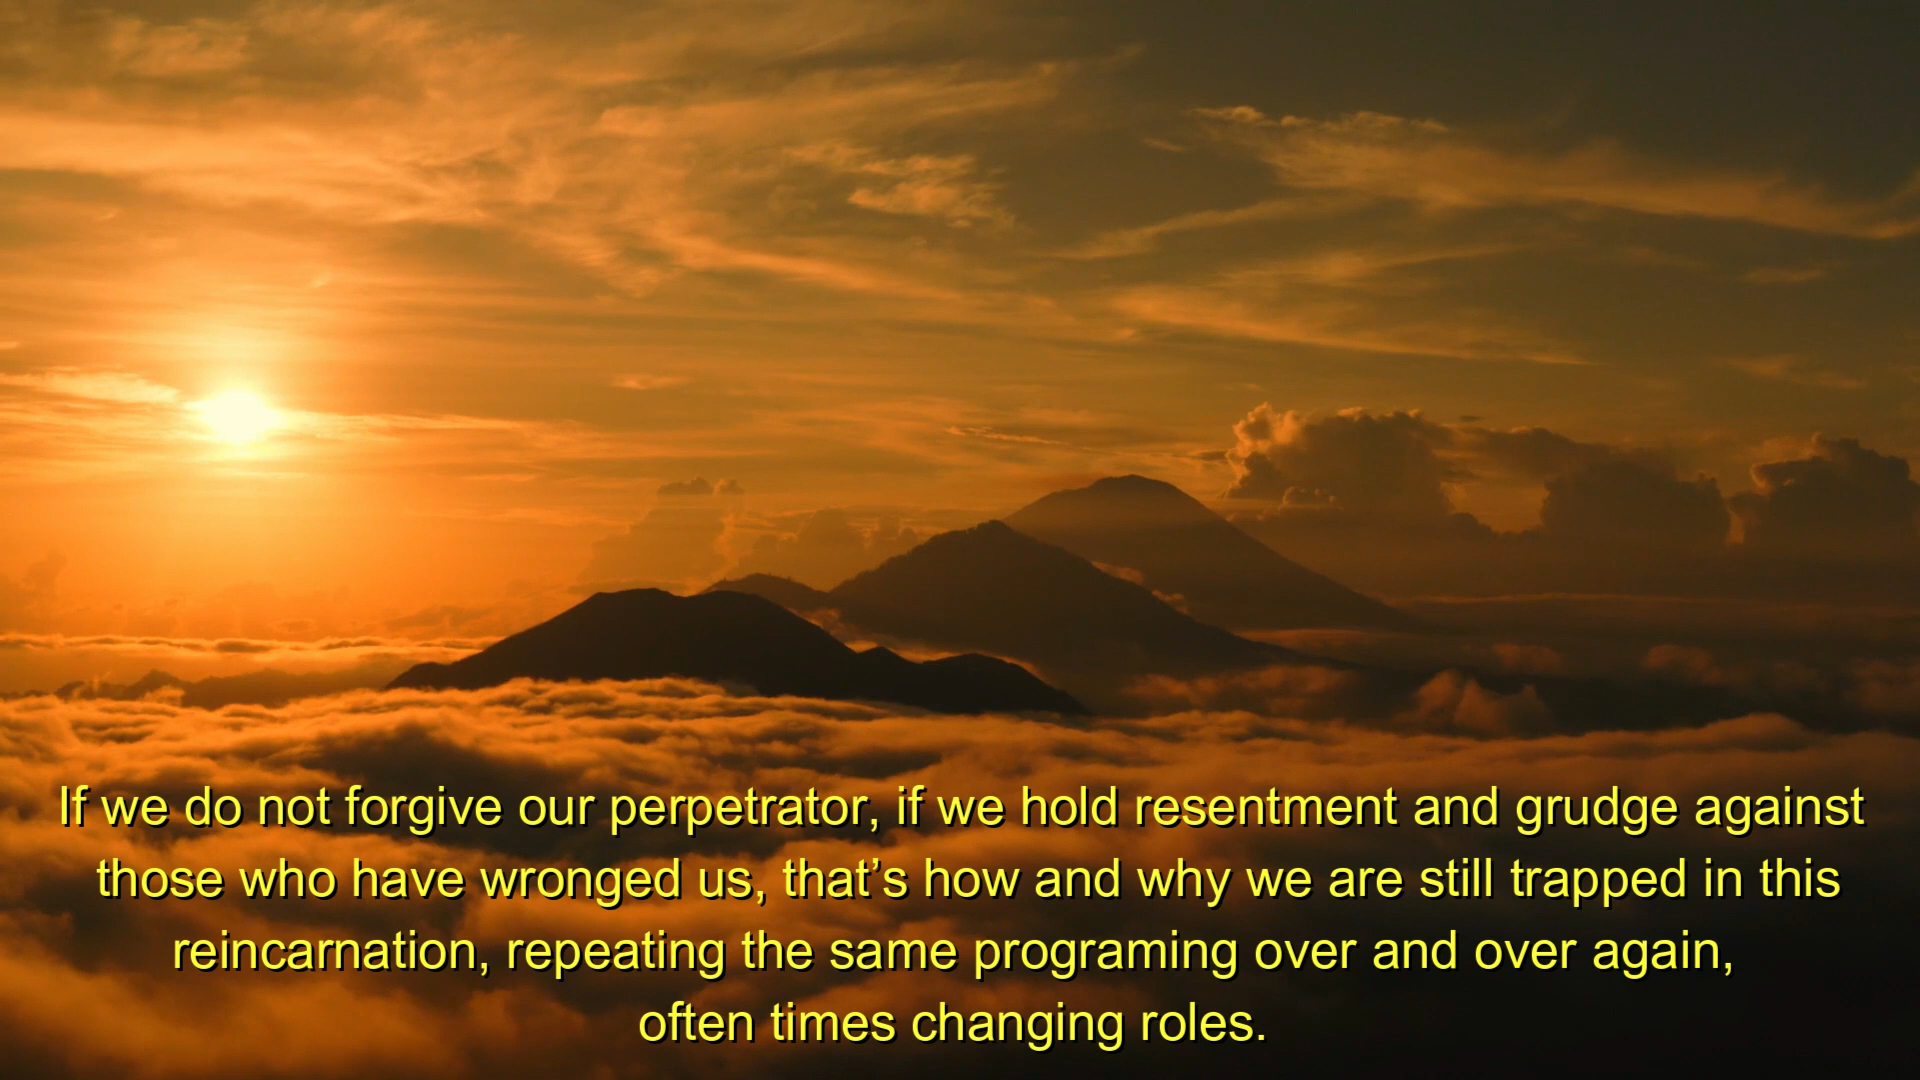 If we do not forgive our perpetrator, if we hold resentment and grudge against
those who have wronged us, that’s how and why we are still trapped in this
reincarnation, repeating the same programing over and over again,
often times changing roles.